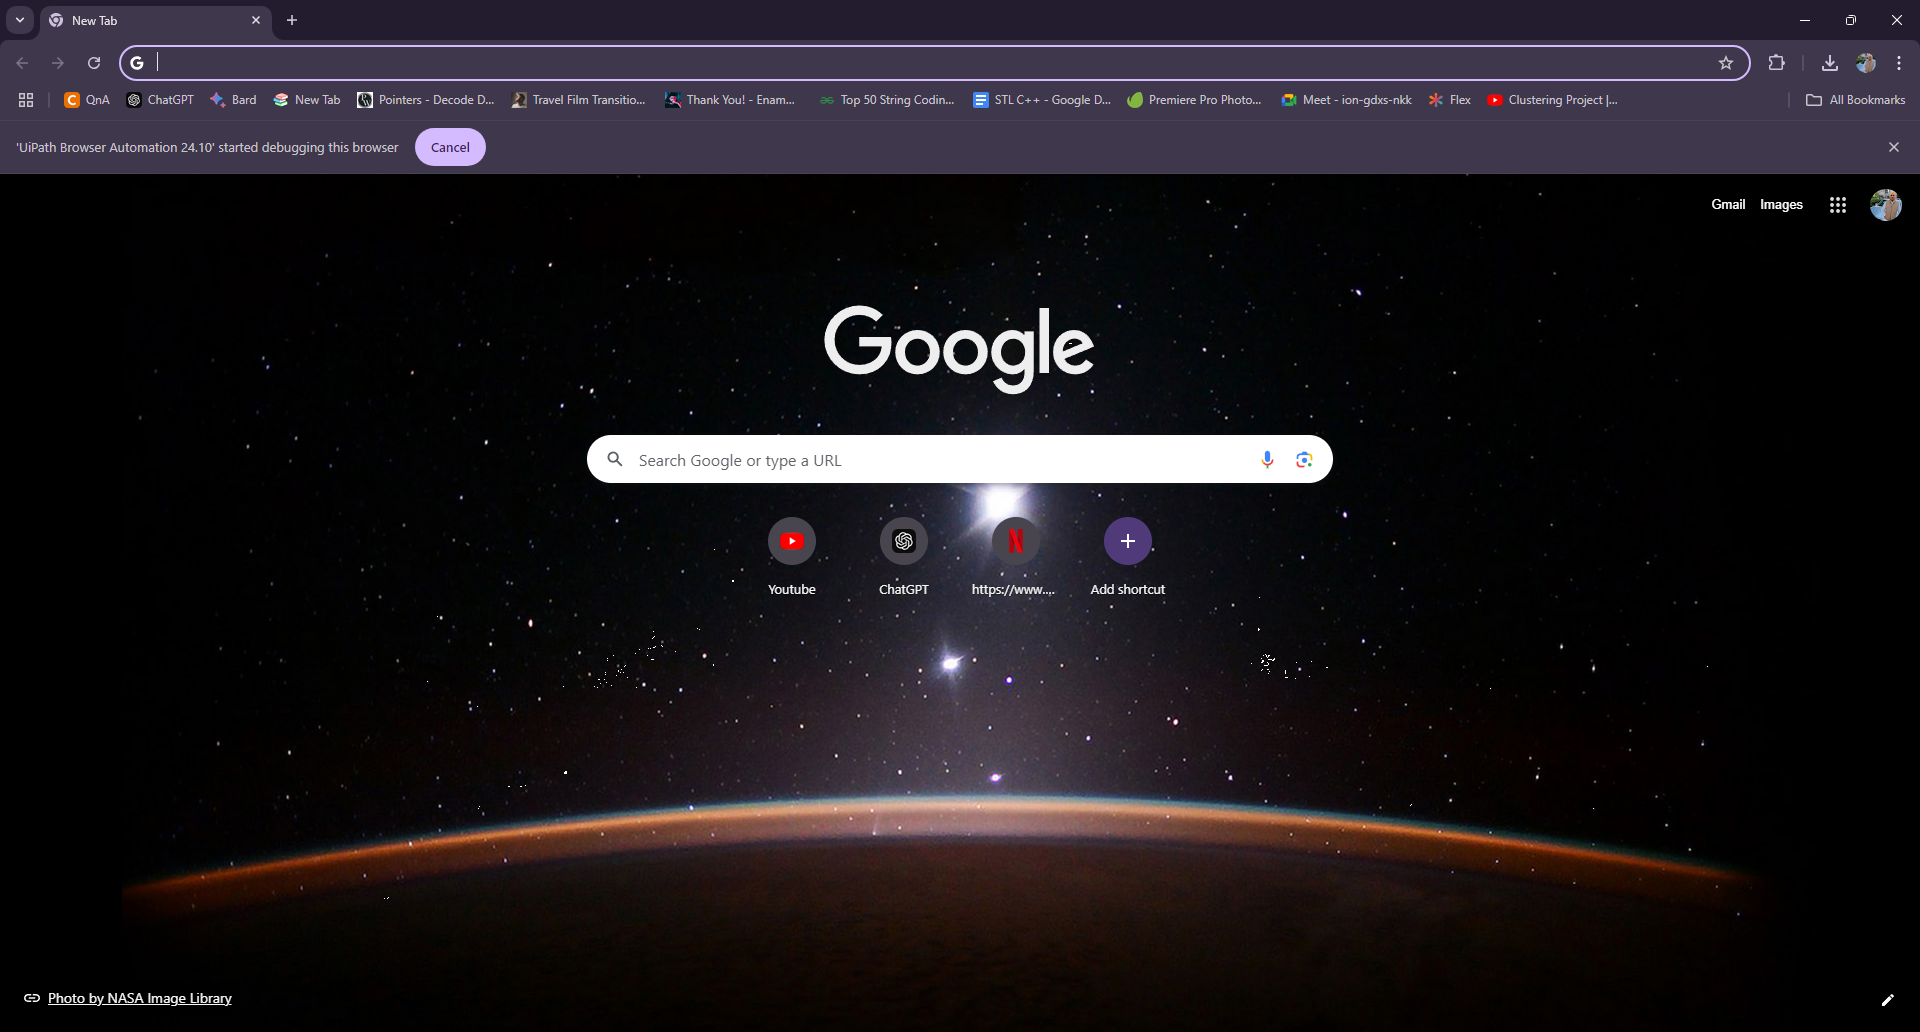 New Tab
QnA
ChatGPT
Bard
New Tab
Pointers - Decode D...
Travel Film Transitio...
Thank You! - Enam...
Top 50 String Codin...
STL C++ - Google D...
Premiere Pro Photo...
Meet - ion-gdxs-nkk
Flex
Clustering Project |...
All Bookmarks
'UiPath Browser Automation 24.10' started debugging this browser
Cancel
Gmail
Images
Google
Search Google or type a URL
Youtube
ChatGPT
https://www....
Add shortcut
Photo by NASA Image Library